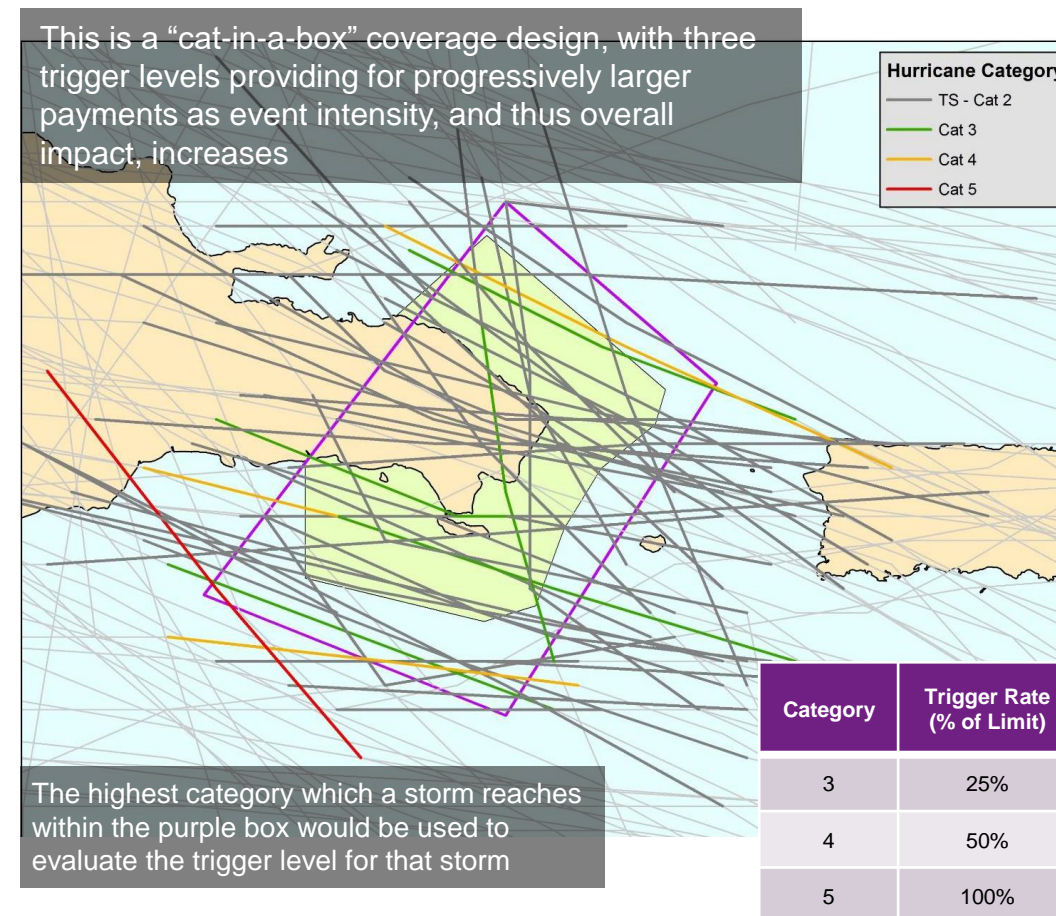 This is a “cat-in-a-box” coverage design, with three
trigger levels providing for progressively larger
payments as event intensity, and thus overall
impact, increases
Hurricane Category
TS - Cat 2
Cat 3
Cat 4
Cat 5
The highest category which a storm reaches
within the purple box would be used to
evaluate the trigger level for that storm
Category
Trigger Rate
(% of Limit)
3 25%
4 50%
5 100%